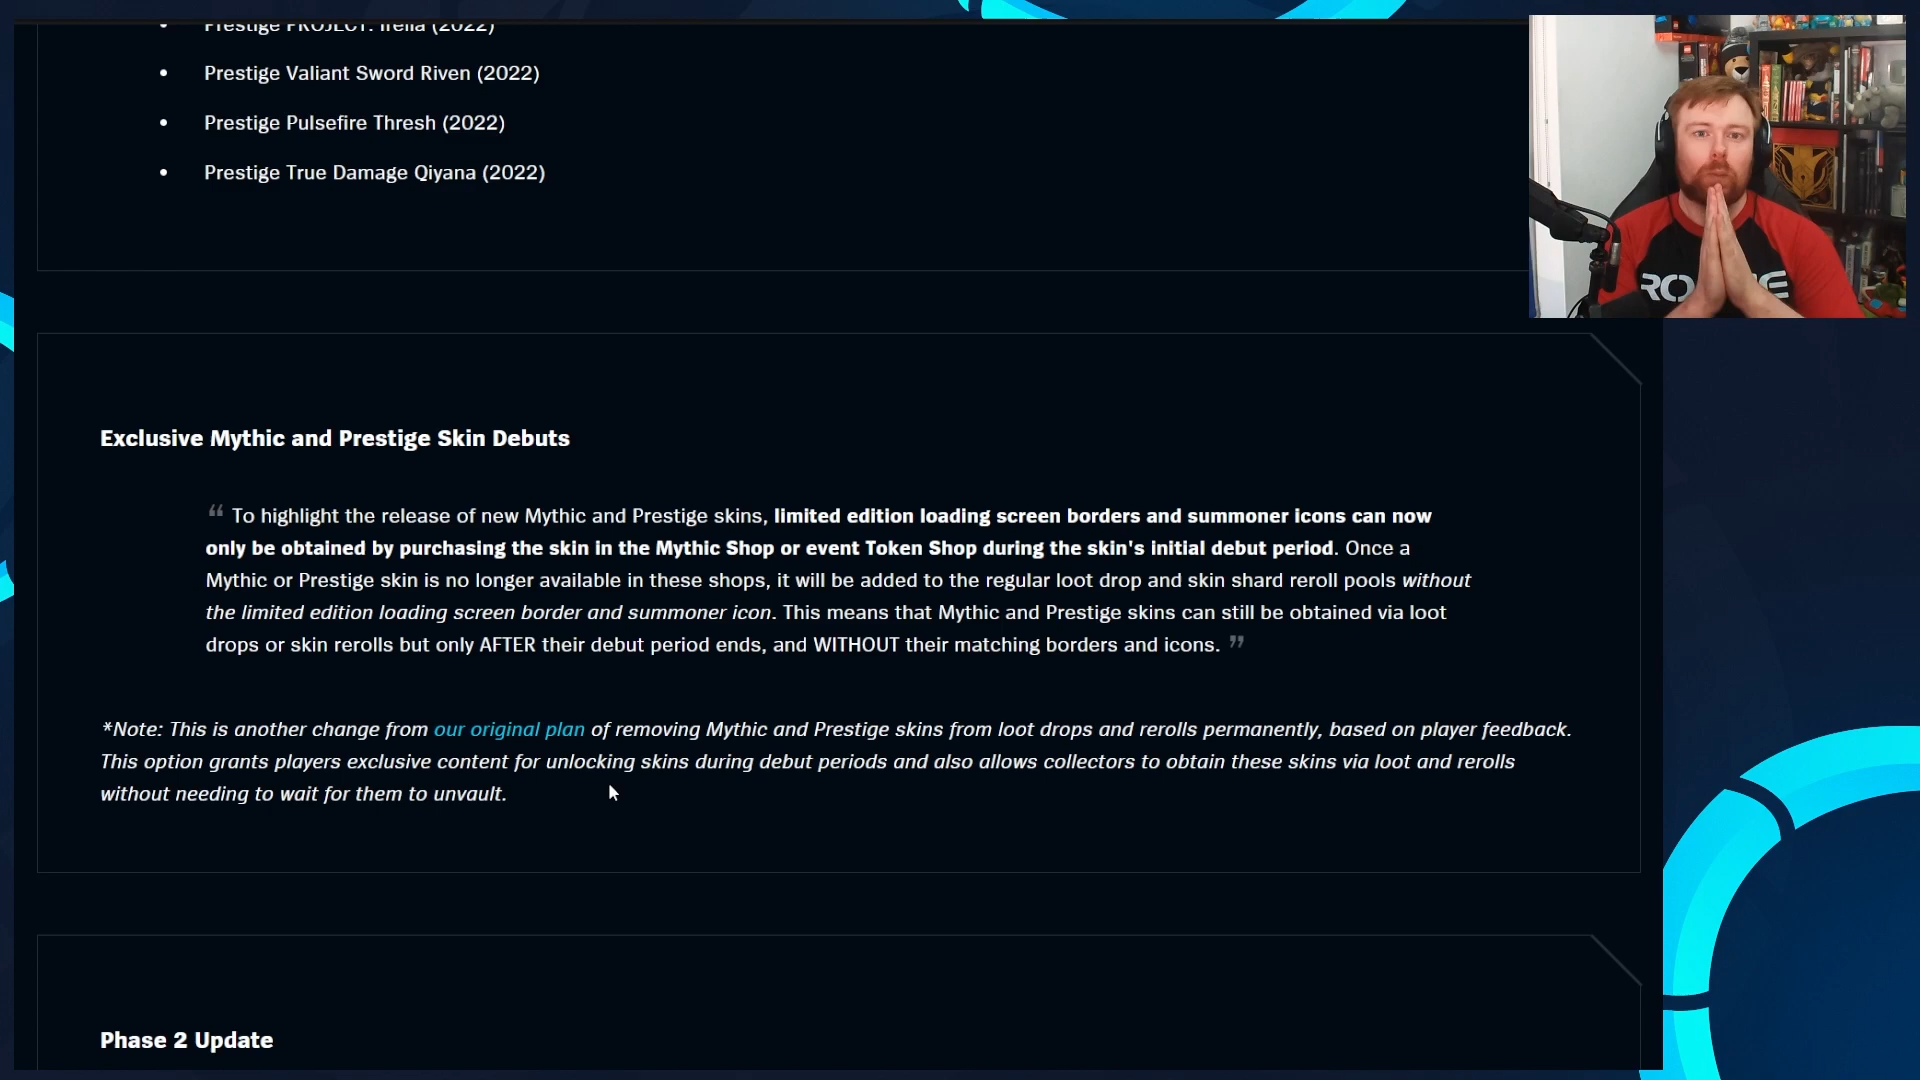 Prestige PROJECT: Irelia (2022)
• Prestige Valiant Sword Riven (2022)
• Prestige Pulsefire Thresh (2022)
• Prestige True Damage Qiyana (2022)
Exclusive Mythic and Prestige Skin Debuts
“ To highlight the release of new Mythic and Prestige skins, limited edition loading screen borders and summoner icons can now
only be obtained by purchasing the skin in the Mythic Shop or event Token Shop during the skin's initial debut period. Once a
Mythic or Prestige skin is no longer available in these shops, it will be added to the regular loot drop and skin shard reroll pools without
the limited edition loading screen border and summoner icon. This means that Mythic and Prestige skins can still be obtained via loot
drops or skin rerolls but only AFTER their debut period ends, and WITHOUT their matching borders and icons. ”
*Note: This is another change from our original plan of removing Mythic and Prestige skins from loot drops and rerolls permanently, based on player feedback.
This option grants players exclusive content for unlocking skins during debut periods and also allows collectors to obtain these skins via loot and rerolls
without needing to wait for them to unvault.
Phase 2 Update